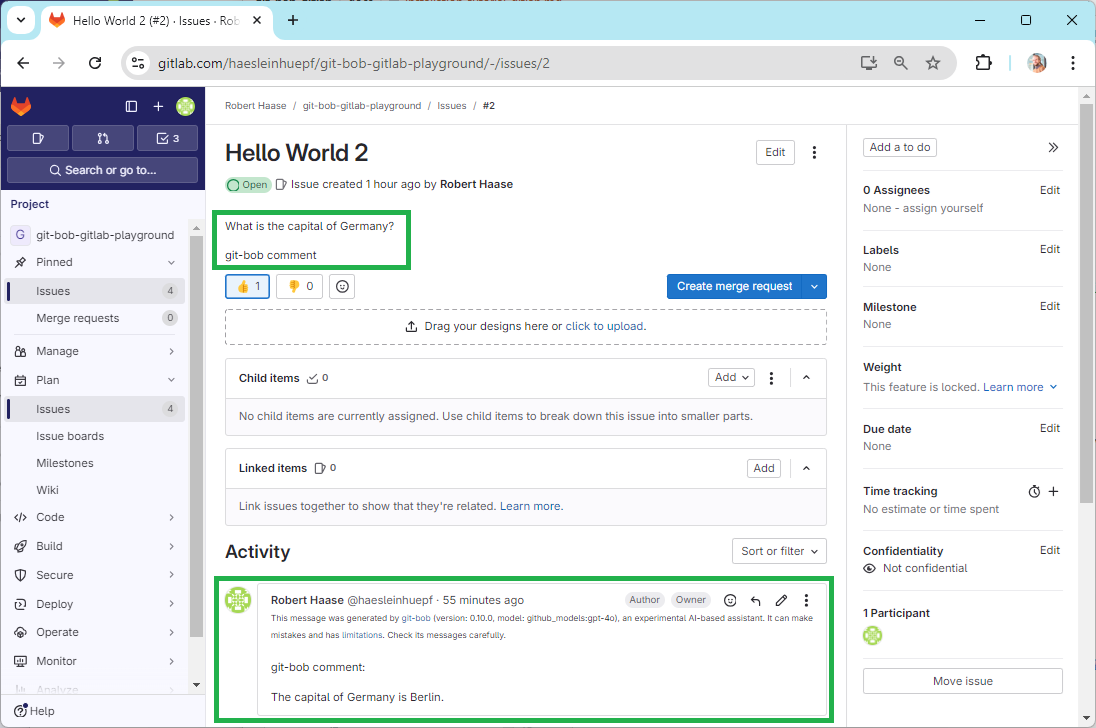 Hello World 2 (#2) · Issues · Rob
gitlab.com/haesleinhuepf/git-bob-gitlab-playground/-/issues/2
3
Search or go to...
Project
G git-bob-gitlab-playground
Pinned
Issues 4
Merge requests 0
Manage
Plan
Issues 4
Issue boards
Milestones
Wiki
Code
Build
Secure
Deploy
Operate
Monitor
Analyze
Help
Robert Haase / git-bob-gitlab-playground / Issues / #2
Hello World 2
Edit
Open Issue created 1 hour ago by Robert Haase
What is the capital of Germany?
git-bob comment
1 0
Create merge request
Drag your designs here or click to upload.
Child items 0
Add
No child items are currently assigned. Use child items to break down this issue into smaller parts.
Linked items 0
Add
Link issues together to show that they're related. Learn more.
Activity
Sort or filter
Robert Haase @haesleinhuepf · 55 minutes ago
Author Owner
This message was generated by git-bob (version: 0.10.0, model: github_models:gpt-4o), an experimental AI-based assistant. It can make
mistakes and has limitations. Check its messages carefully.
git-bob comment:
The capital of Germany is Berlin.
Add a to do
0 Assignees Edit
None - assign yourself
Labels Edit
None
Milestone Edit
None
Weight
This feature is locked. Learn more
Due date Edit
None
Time tracking
No estimate or time spent
Confidentiality Edit
Not confidential
1 Participant
Move issue